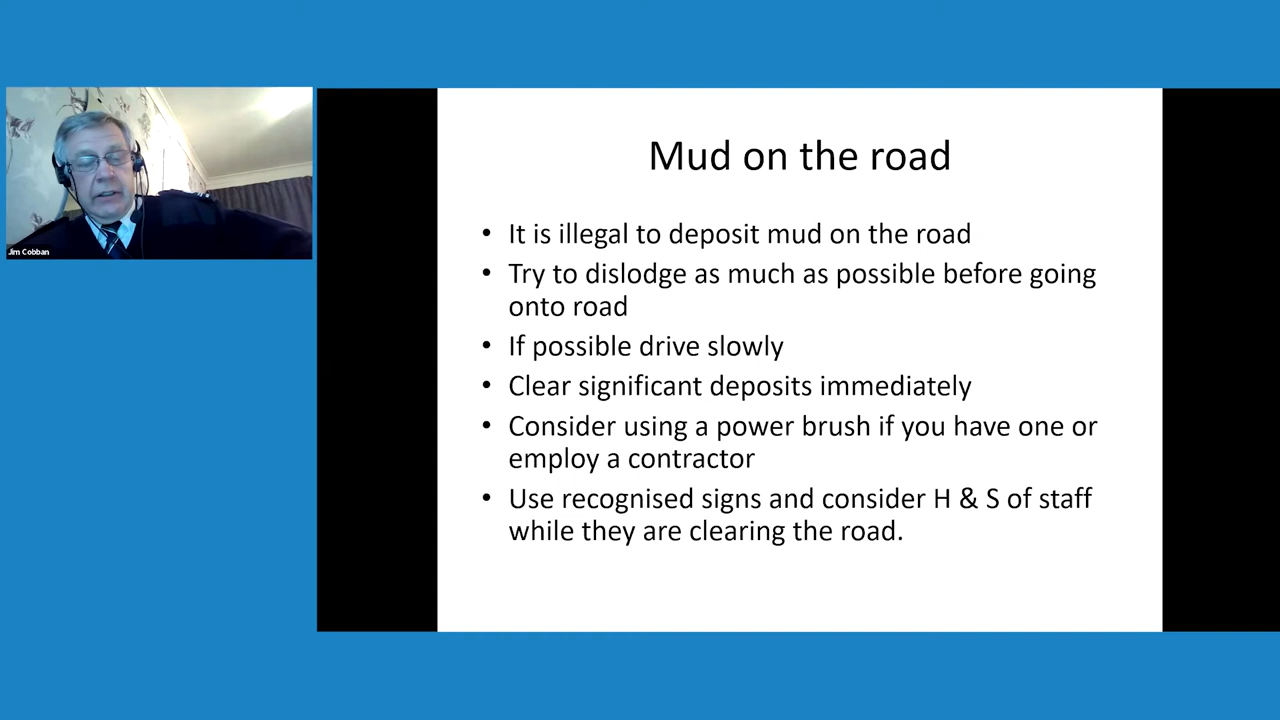 Mud on the road
• It is illegal to deposit mud on the road
• Try to dislodge as much as possible before going
onto road
• If possible drive slowly
• Clear significant deposits immediately
• Consider using a power brush if you have one or
employ a contractor
• Use recognised signs and consider H & S of staff
while they are clearing the road.
Jim Cobban